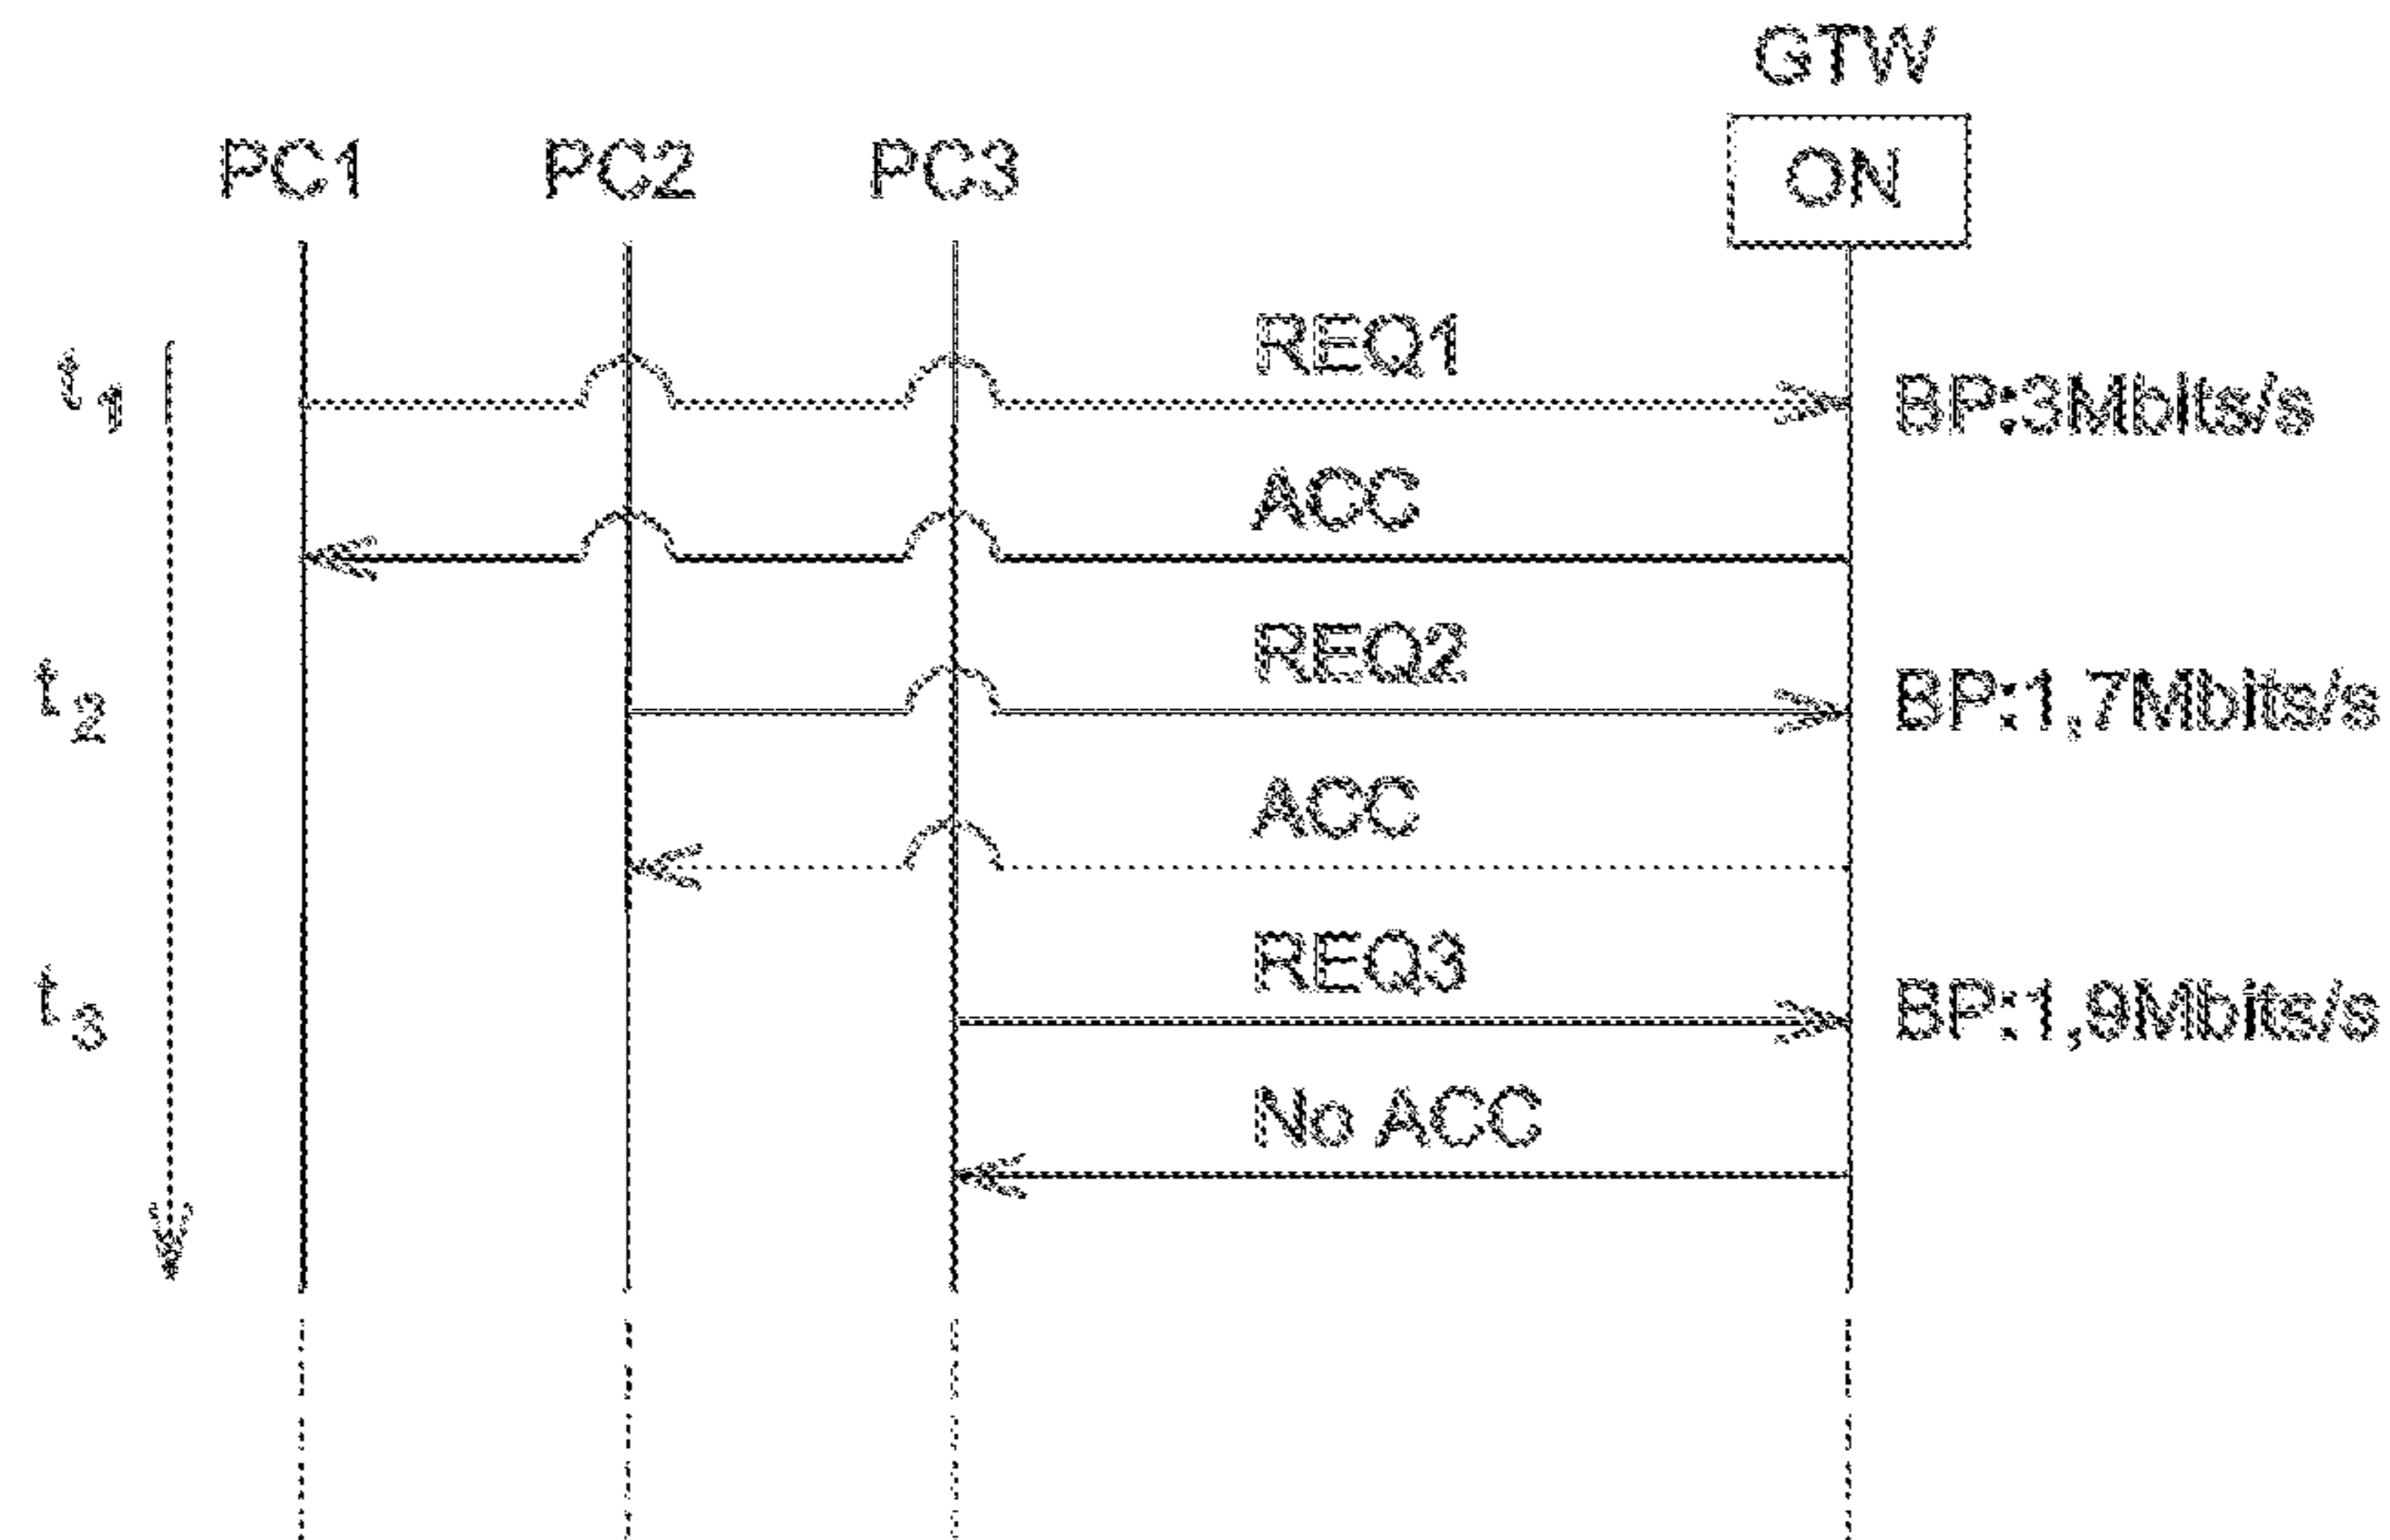 GTW
PC1 PC2 PC3 ON
REQ1
t1 BP:3Mbits/s
ACC
REQ2
t2 BP:1,7Mbits/s
ACC
REQ3
t3 BP:1,9Mbits/s
No ACC